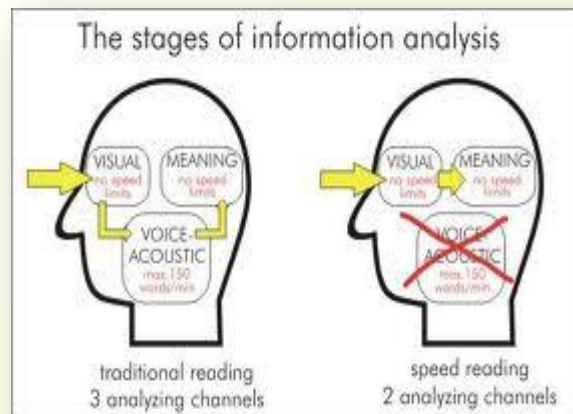 The stages of information analysis
VISUAL
no speed
limits
MEANING
no speed
limits
VOICE-
ACOUSTIC
max.150
words/min
traditional reading
3 analyzing channels
VISUAL
no speed
limits
MEANING
no speed
limits
VOICE-
ACOUSTIC
max.150
words/min
speed reading
2 analyzing channels